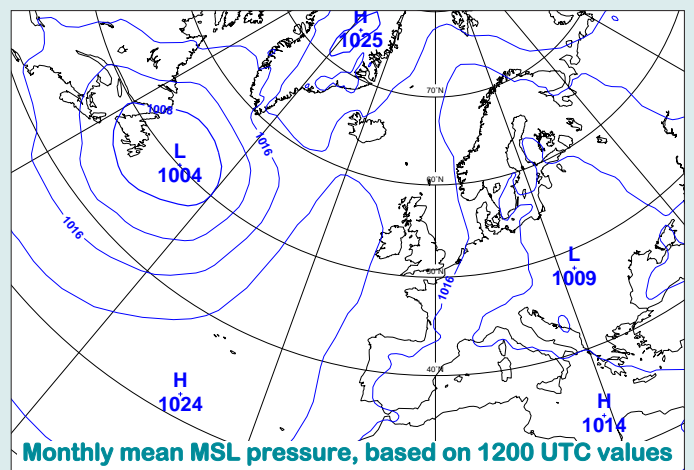 H
1025
70°N
1008
1016
L
1004
60°N
1016
L
1009
50°N
1016
40°N
H
1024
H
1014
Monthly mean MSL pressure, based on 1200 UTC values